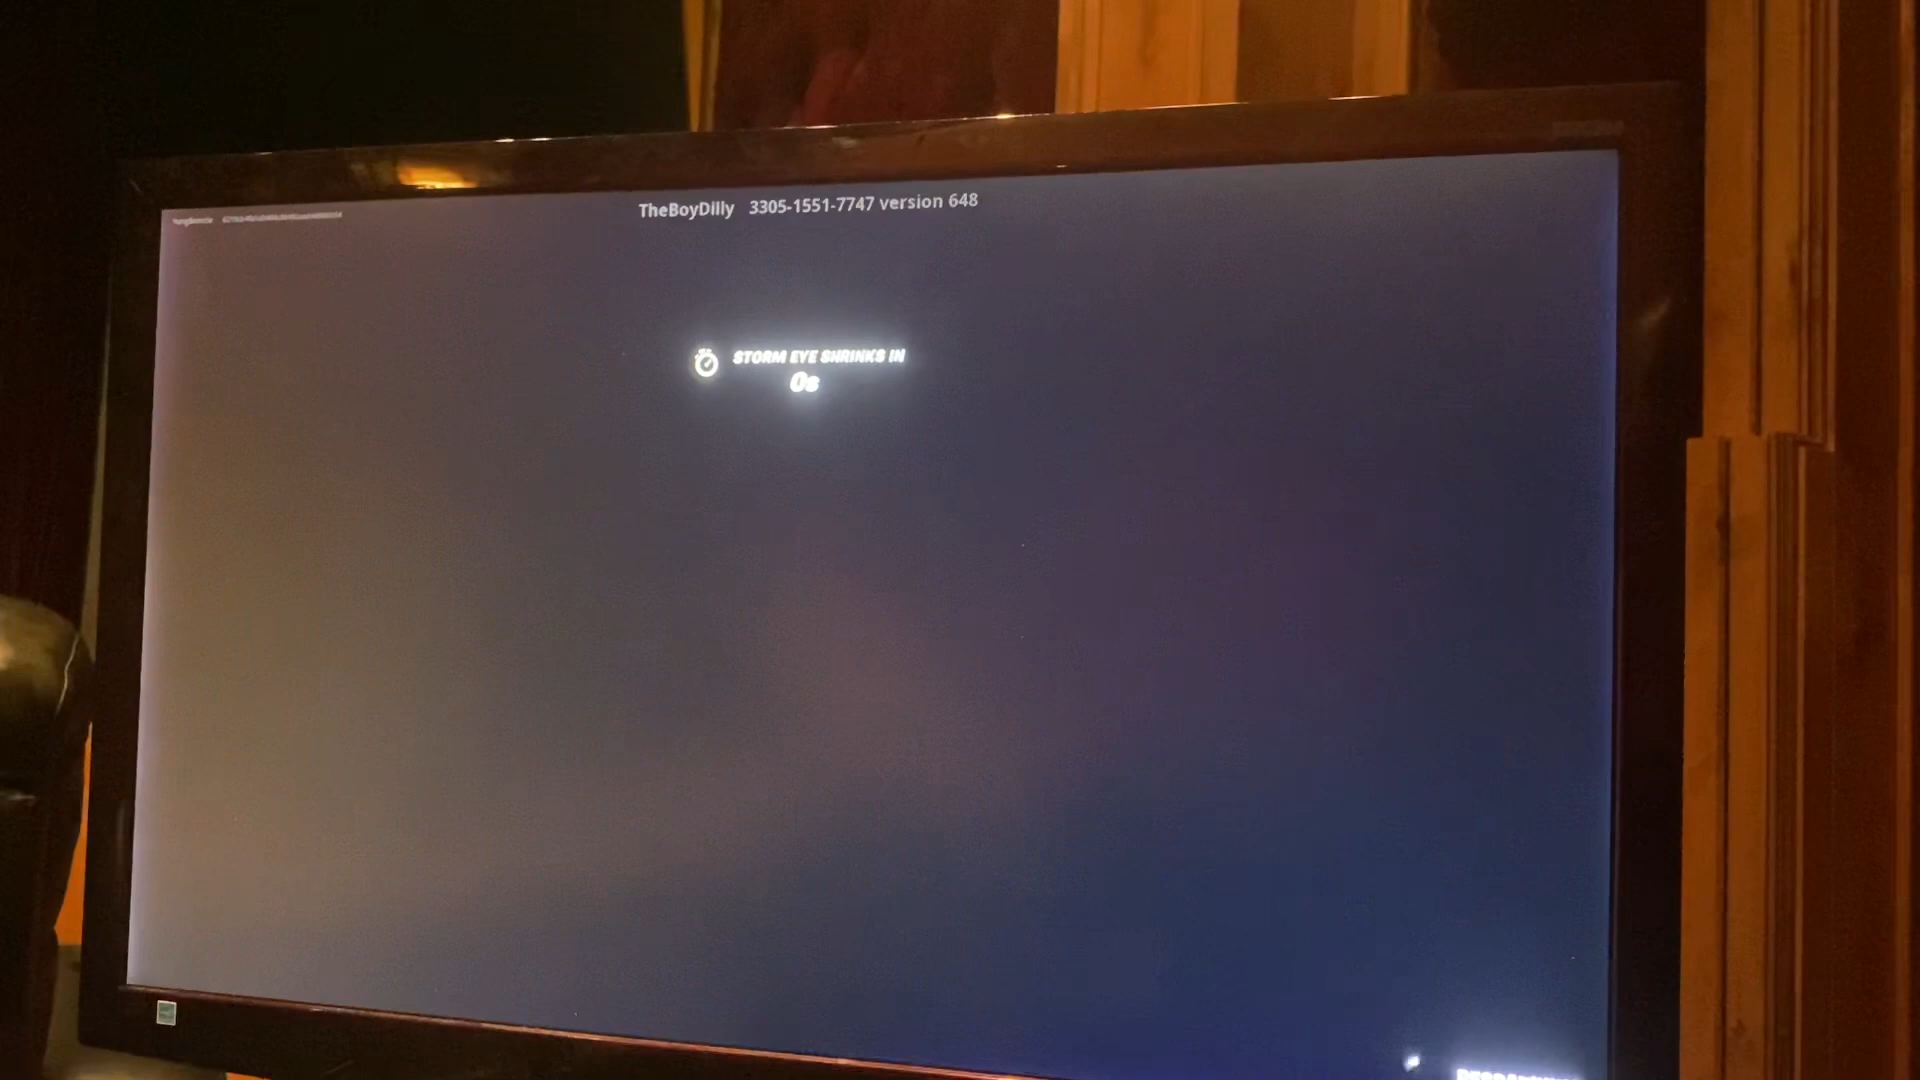 TheBoyDilly 3305-1551-7747 version 648
STORM EYE SHRINKS IN
0s